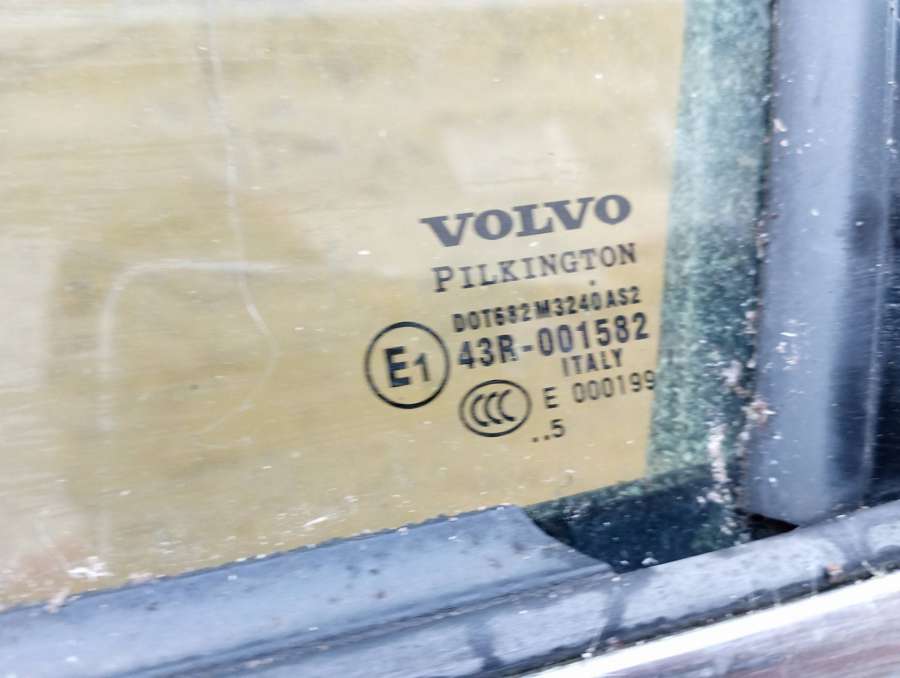 VOLVO
PILKINGTON
DOT682M3240AS2
E1 43R-001582
ITALY
CCC E 000199
..5